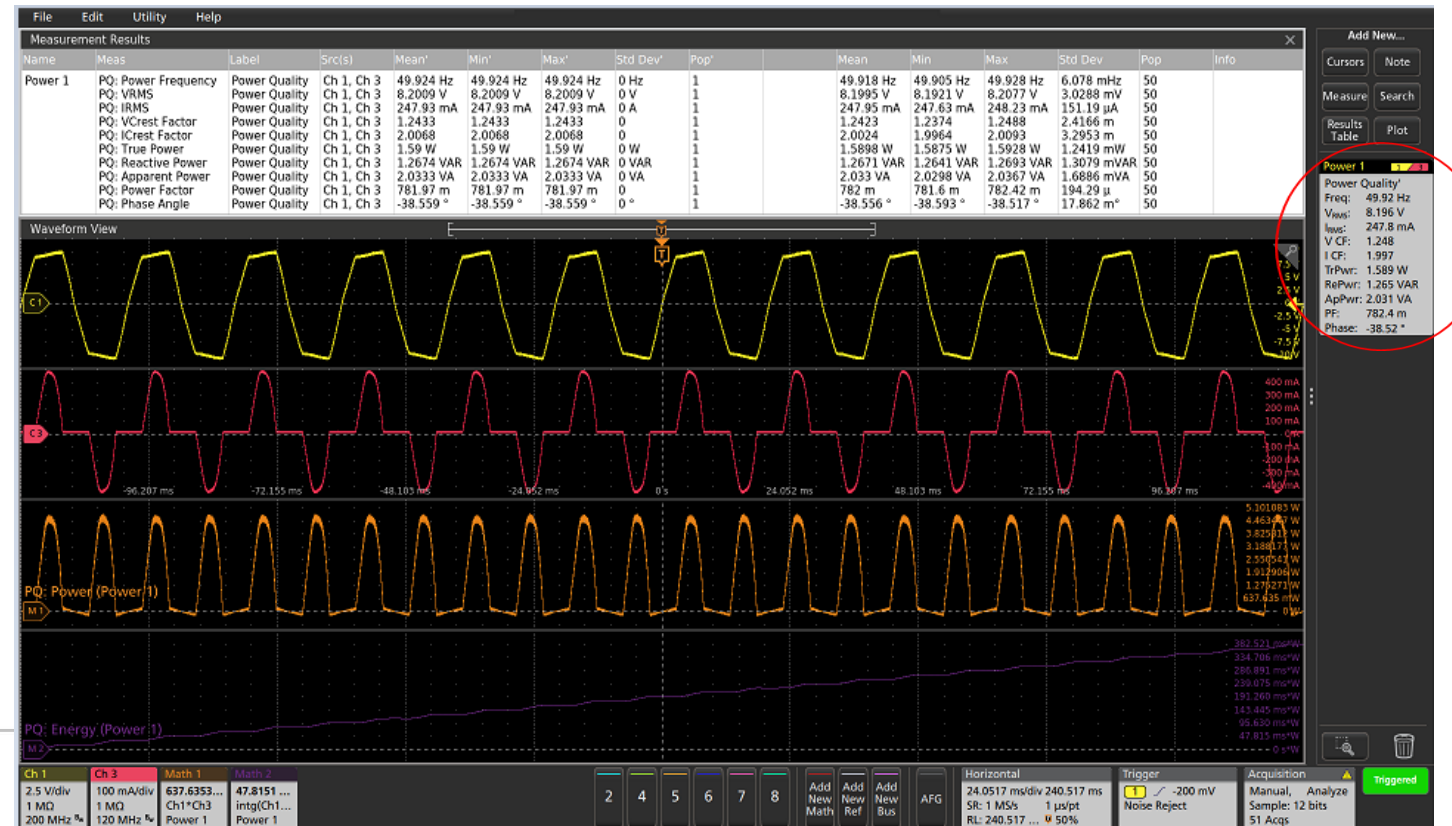 File Edit Utility Help
Measurement Results
Name Meas Label Src(s) Mean' Min' Max' Std Dev' Pop' Mean Min Max Std Dev Pop Info
Power 1 PQ: Power Frequency Power Quality Ch 1, Ch 3 49.924 Hz 49.924 Hz 49.924 Hz 0 Hz 1 49.918 Hz 49.905 Hz 49.928 Hz 6.078 mHz 50
PQ: VRMS Power Quality Ch 1, Ch 3 8.2009 V 8.2009 V 8.2009 V 0 V 1 8.1995 V 8.1921 V 8.2077 V 3.0288 mV 50
PQ: IRMS Power Quality Ch 1, Ch 3 247.93 mA 247.93 mA 247.93 mA 0 A 1 247.95 mA 247.63 mA 248.23 mA 151.19 µA 50
PQ: VCrest Factor Power Quality Ch 1, Ch 3 1.2433 1.2433 1.2433 0 1 1.2423 1.2374 1.2488 2.4166 m 50
PQ: ICrest Factor Power Quality Ch 1, Ch 3 2.0068 2.0068 2.0068 0 1 2.0024 1.9964 2.0093 3.2953 m 50
PQ: True Power Power Quality Ch 1, Ch 3 1.59 W 1.59 W 1.59 W 0 W 1 1.5898 W 1.5875 W 1.5928 W 1.2419 mW 50
PQ: Reactive Power Power Quality Ch 1, Ch 3 1.2674 VAR 1.2674 VAR 1.2674 VAR 0 VAR 1 1.2671 VAR 1.2641 VAR 1.2693 VAR 1.3079 mVAR 50
PQ: Apparent Power Power Quality Ch 1, Ch 3 2.0333 VA 2.0333 VA 2.0333 VA 0 VA 1 2.033 VA 2.0298 VA 2.0367 VA 1.6886 mVA 50
PQ: Power Factor Power Quality Ch 1, Ch 3 781.97 m 781.97 m 781.97 m 0 1 782 m 781.6 m 782.42 m 194.29 µ 50
PQ: Phase Angle Power Quality Ch 1, Ch 3 -38.559 ° -38.559 ° -38.559 ° 0 ° 1 -38.556 ° -38.593 ° -38.517 ° 17.862 m° 50
Add New...
Cursors Note
Measure Search
Results Table Plot
Power 1 1 3
Power Quality'
Freq: 49.92 Hz
VRMS: 8.196 V
IRMS: 247.8 mA
V CF: 1.248
I CF: 1.997
TrPwr: 1.589 W
RePwr: 1.265 VAR
ApPwr: 2.031 VA
PF: 782.4 m
Phase: -38.52 °
Waveform View
T
T
C1
5 V
2.5 V
-2.5 V
-5 V
-7.5 V
-10 V
C3
400 mA
300 mA
200 mA
100 mA
0 A
-100 mA
-200 mA
-300 mA
-400 mA
-96.207 ms -72.155 ms -48.103 ms -24.052 ms 0 s 24.052 ms 48.103 ms 72.155 ms 96.207 ms
5.101083 W
4.463447 W
3.825812 W
3.188177 W
2.550541 W
1.912906 W
1.275271 W
637.635 mW
0 W
PQ: Power (Power 1)
M1
382.521 ms*W
334.706 ms*W
286.891 ms*W
239.075 ms*W
191.260 ms*W
143.445 ms*W
95.630 ms*W
47.815 ms*W
0 s*W
PQ: Energy (Power 1)
M2
Ch 1
2.5 V/div
1 MΩ
200 MHz
Ch 3
100 mA/div
1 MΩ
120 MHz
Math 1
637.6353...
Ch1*Ch3
Power 1
Math 2
47.8151 ...
intg(Ch1...
Power 1
2 4 5 6 7 8
Add New Math
Add New Ref
Add New Bus
AFG
Horizontal
24.0517 ms/div 240.517 ms
SR: 1 MS/s 1 µs/pt
RL: 240.517 ... 50%
Trigger
1 -200 mV
Noise Reject
Acquisition
Manual, Analyze
Sample: 12 bits
51 Acqs
Triggered